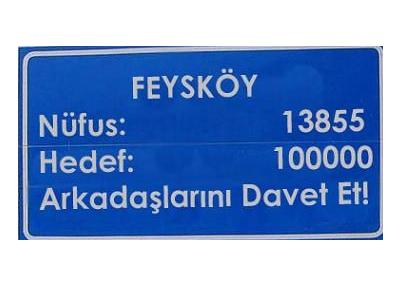 FEYSKÖY
Nüfus: 13855
Hedef: 100000
Arkadaşlarını Davet Et!